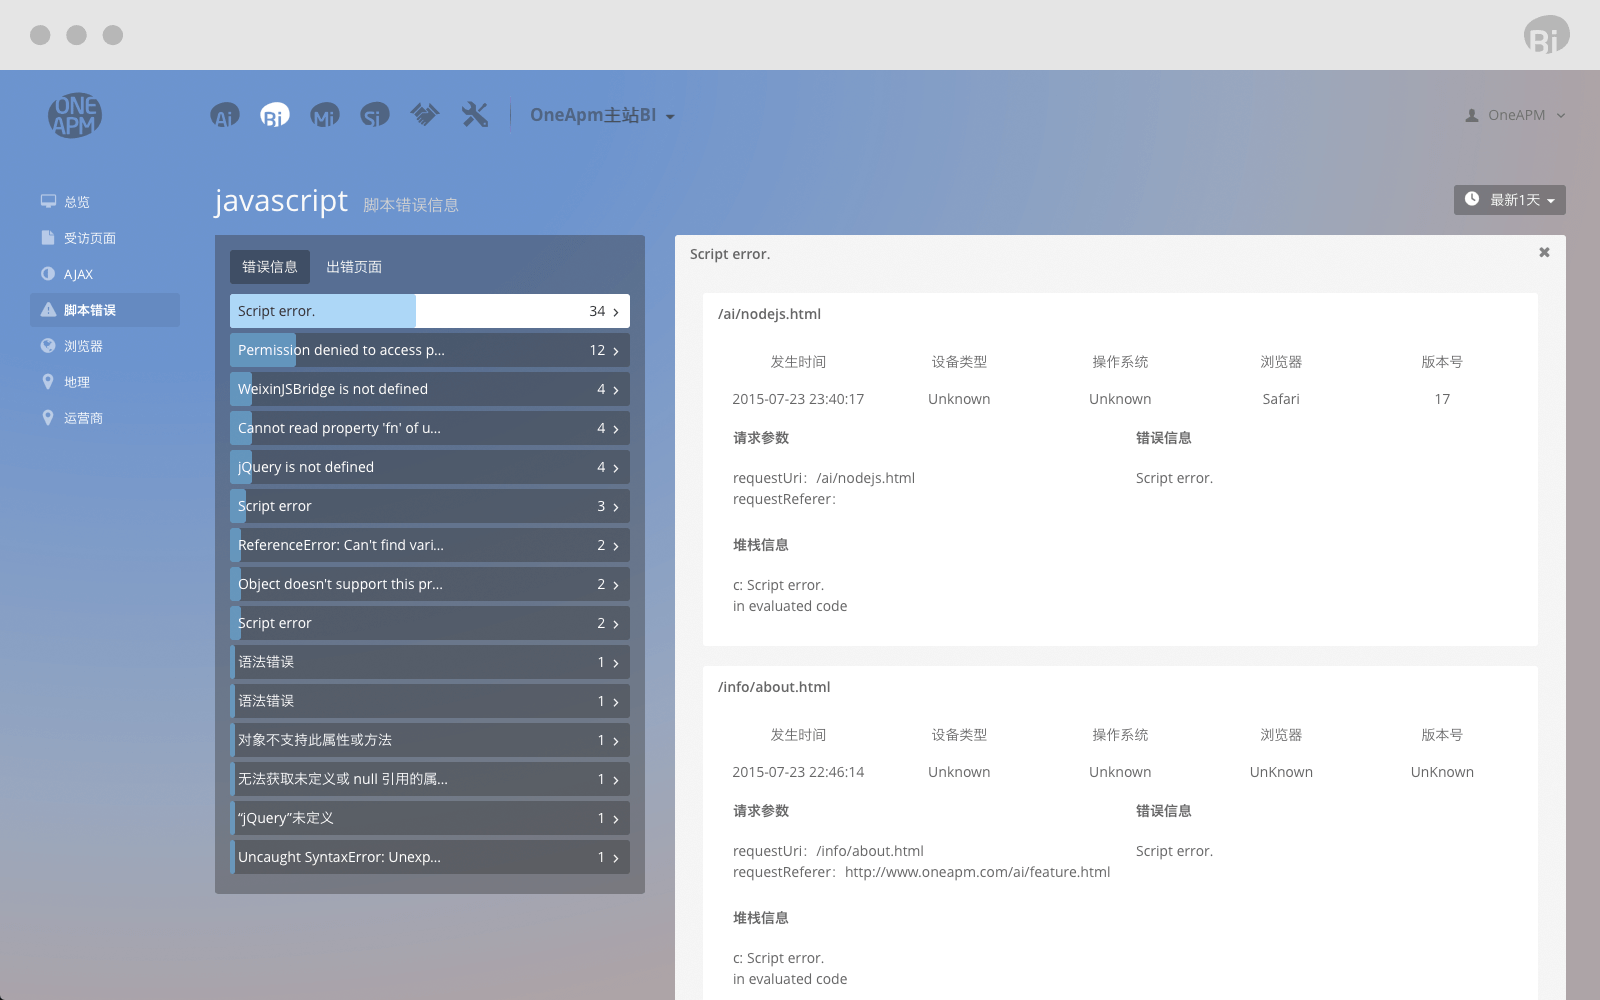 Bi
ONE
APM
Ai Bi Mi Si OneApm主站BI
OneAPM
总览
受访页面
AJAX
脚本错误
浏览器
地理
运营商
javascript 脚本错误信息
最新1天
错误信息 出错页面
Script error. 34
Permission denied to access p... 12
WeixinJSBridge is not defined 4
Cannot read property 'fn' of u... 4
jQuery is not defined 4
Script error 3
ReferenceError: Can't find vari... 2
Object doesn't support this pr... 2
Script error 2
语法错误 1
语法错误 1
对象不支持此属性或方法 1
无法获取未定义或 null 引用的属... 1
“jQuery”未定义 1
Uncaught SyntaxError: Unexp... 1
Script error.
/ai/nodejs.html
发生时间 设备类型 操作系统 浏览器 版本号
2015-07-23 23:40:17 Unknown Unknown Safari 17
请求参数 错误信息
requestUri：/ai/nodejs.html Script error.
requestReferer：
堆栈信息
c: Script error.
in evaluated code
/info/about.html
发生时间 设备类型 操作系统 浏览器 版本号
2015-07-23 22:46:14 Unknown Unknown UnKnown UnKnown
请求参数 错误信息
requestUri：/info/about.html Script error.
requestReferer：http://www.oneapm.com/ai/feature.html
堆栈信息
c: Script error.
in evaluated code